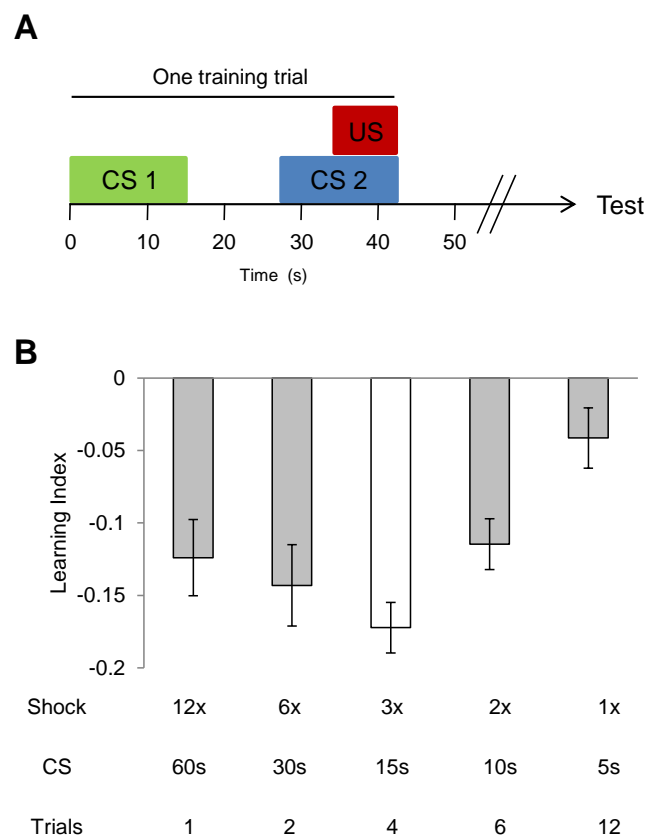 A
One training trial
US
CS 1 CS 2
Test
0 10 20 30 40 50
Time (s)
B
0
-0.05
-0.1
-0.15
-0.2
Learning Index
Shock 12x 6x 3x 2x 1x
CS 60s 30s 15s 10s 5s
Trials 1 2 4 6 12